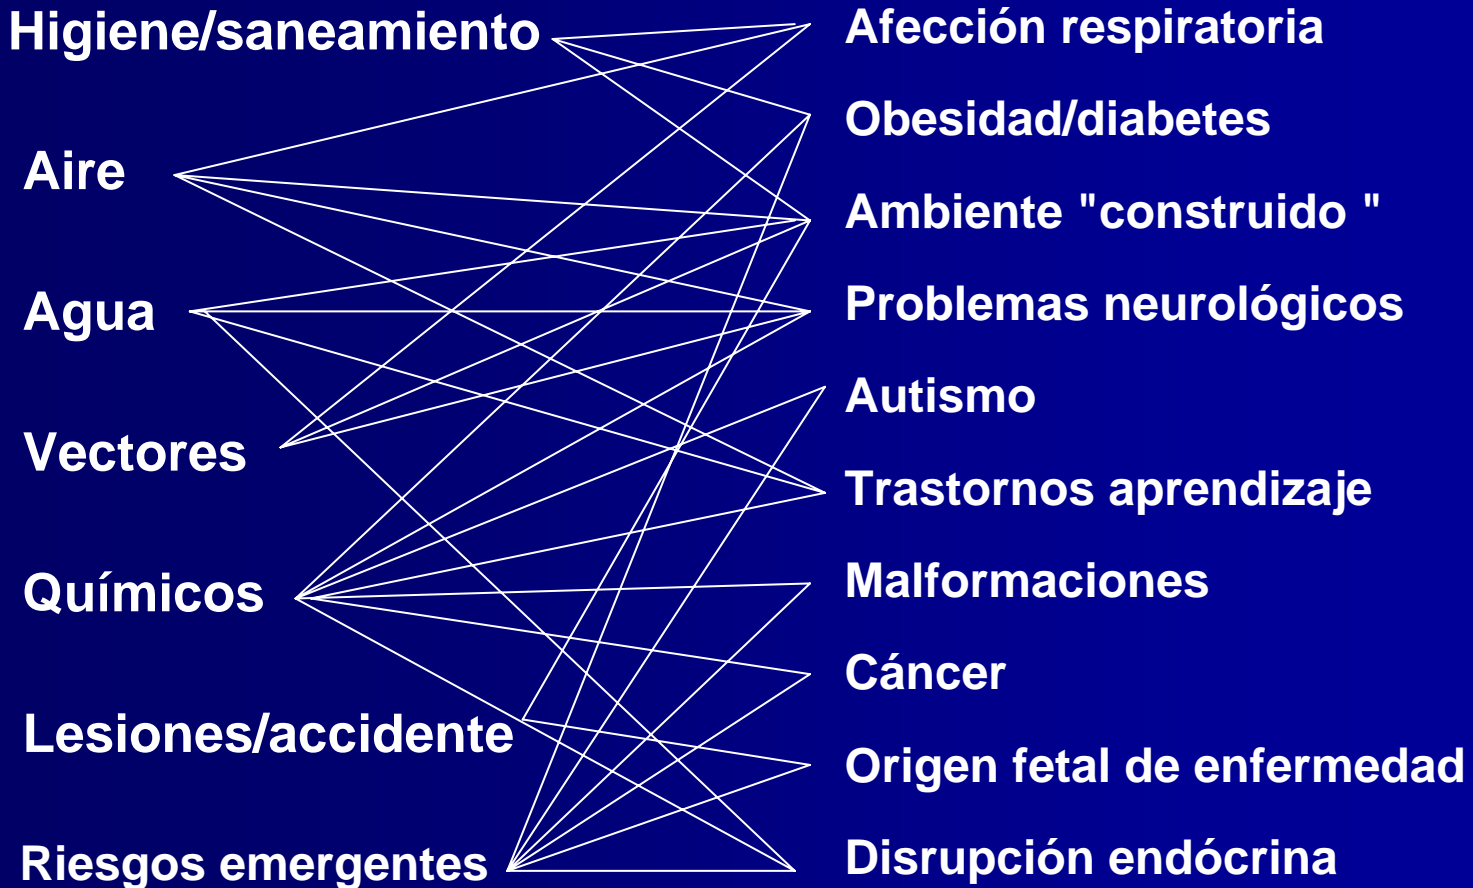 Higiene/saneamiento
Aire
Agua
Vectores
Químicos
Lesiones/accidente
Riesgos emergentes
Afección respiratoria
Obesidad/diabetes
Ambiente "construido "
Problemas neurológicos
Autismo
Trastornos aprendizaje
Malformaciones
Cáncer
Origen fetal de enfermedad
Disrupción endócrina